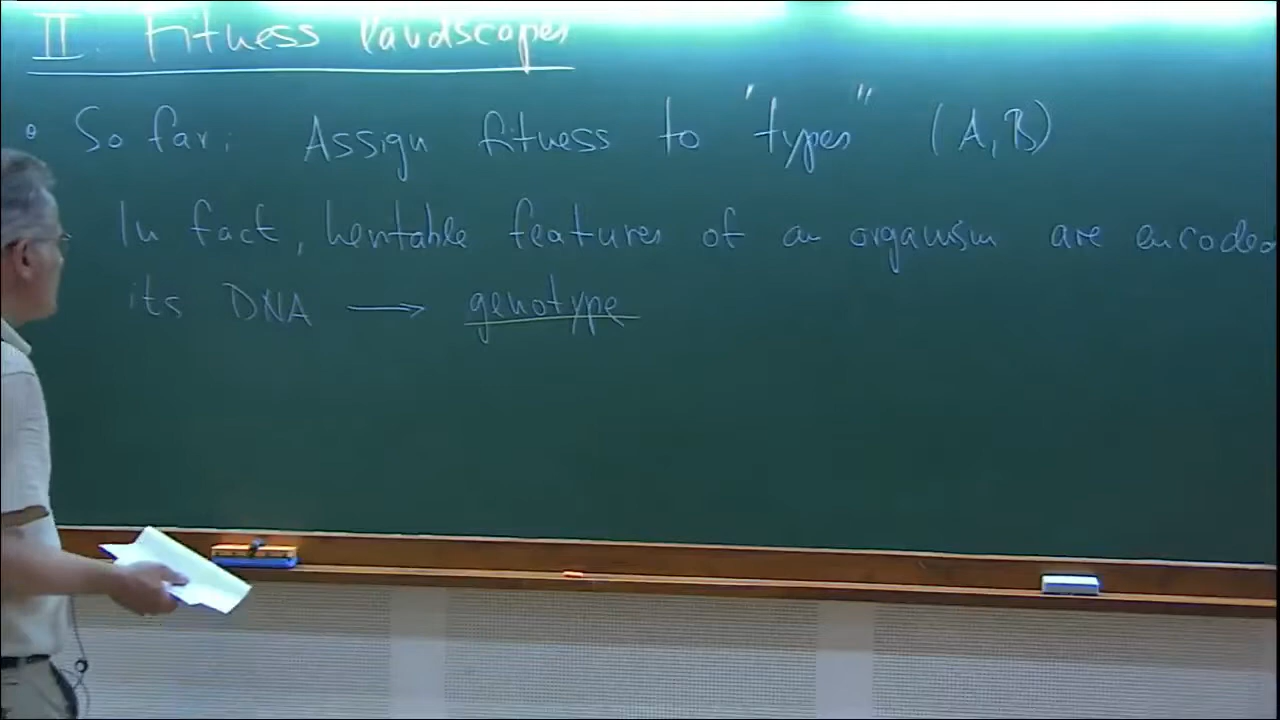 II. Fitness landscapes
• So far: Assign fitness to "types" (A, B)
In fact, heritable features of an organism are encoded
its DNA → genotype